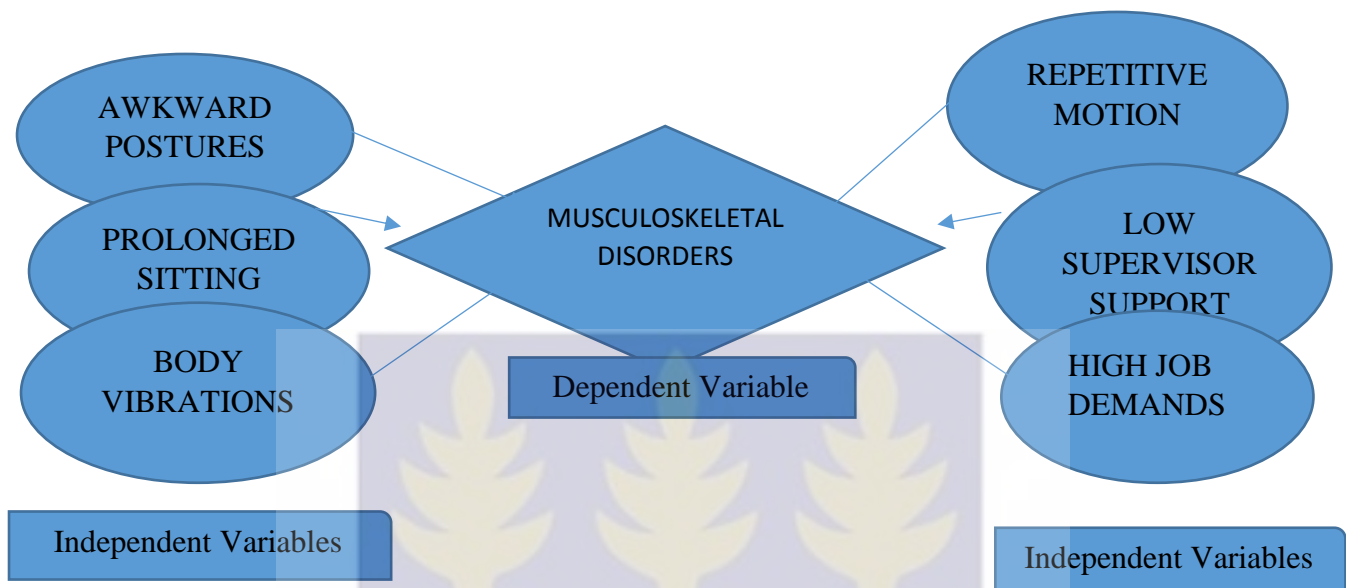 AWKWARD
POSTURES
PROLONGED
SITTING
BODY
VIBRATIONS
Independent Variables
MUSCULOSKELETAL
DISORDERS
Dependent Variable
REPETITIVE
MOTION
LOW
SUPERVISOR
SUPPORT
HIGH JOB
DEMANDS
Independent Variables